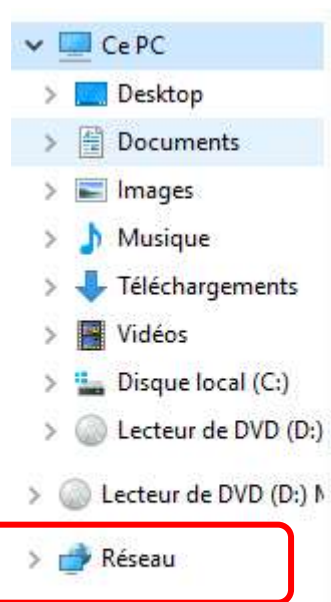 Ce PC
Desktop
Documents
Images
Musique
Téléchargements
Vidéos
Disque local (C:)
Lecteur de DVD (D:)
Lecteur de DVD (D:) M
Réseau